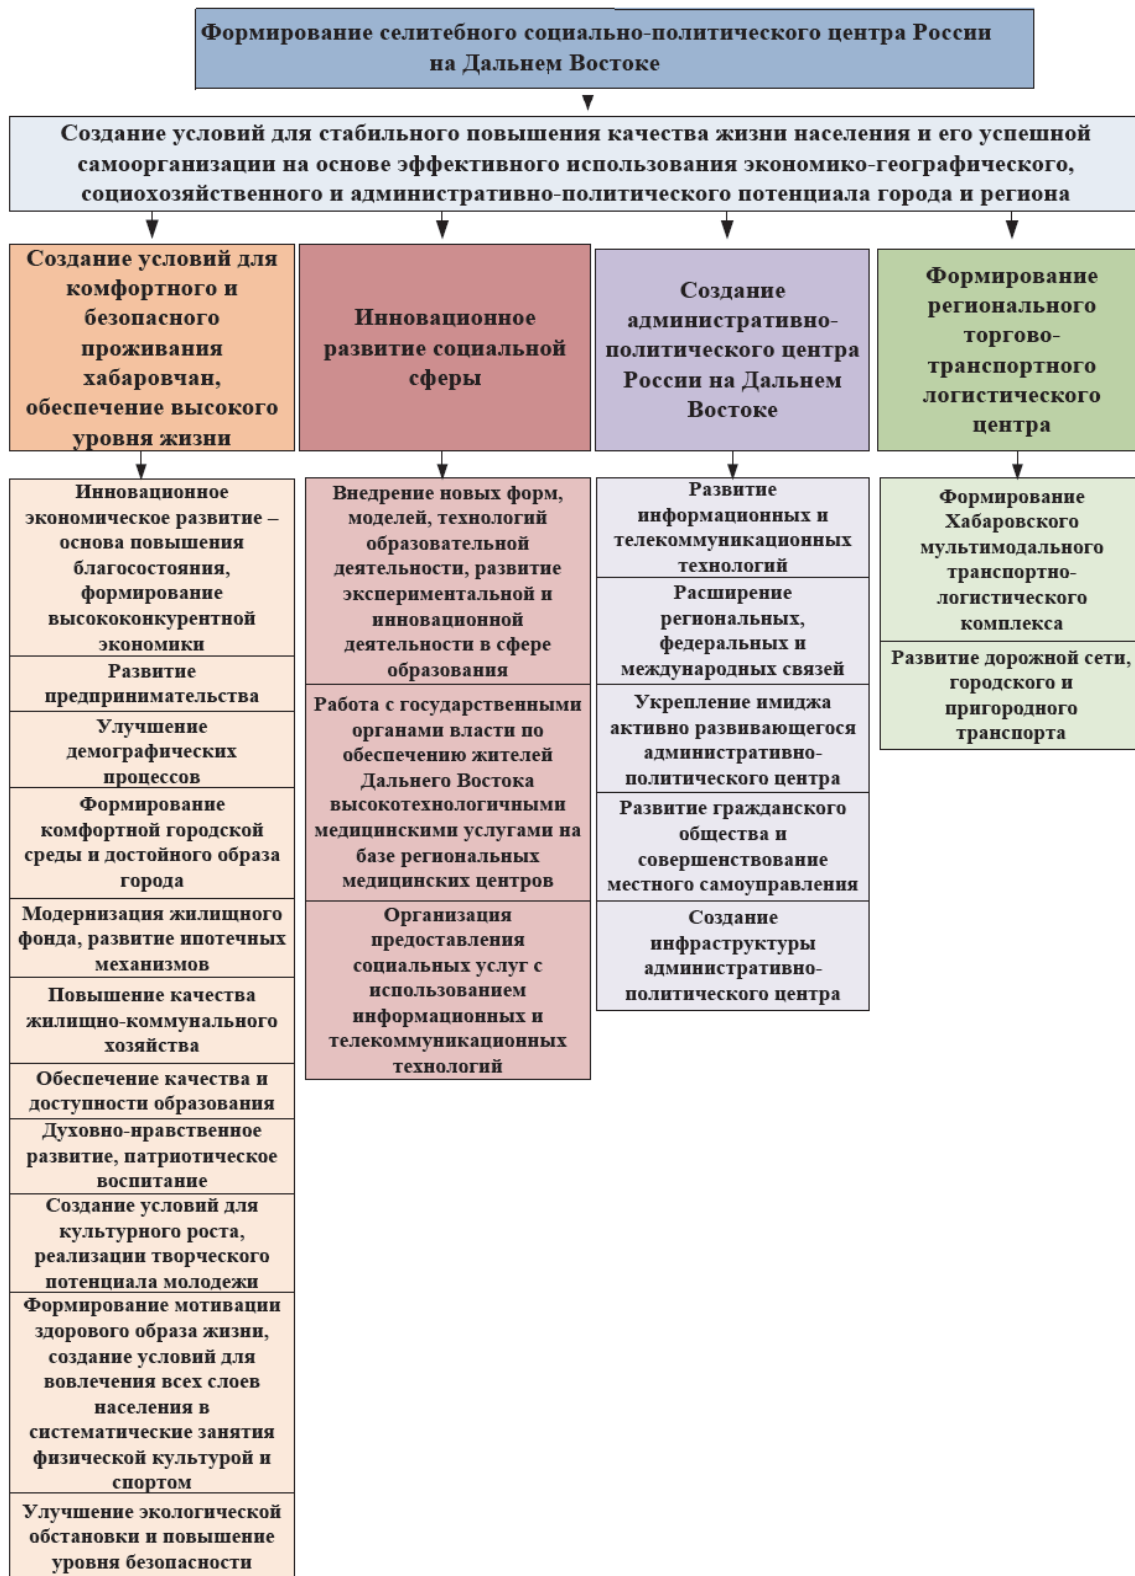 Формирование селитебного социально-политического центра России
на Дальнем Востоке
Создание условий для стабильного повышения качества жизни населения и его успешной
самоорганизации на основе эффективного использования экономико-географического,
социохозяйственного и административно-политического потенциала города и региона
Создание условий для
комфортного и
безопасного
проживания
хабаровчан,
обеспечение высокого
уровня жизни
Инновационное
экономическое развитие –
основа повышения
благосостояния,
формирование
высококонкурентной
экономики
Развитие
предпринимательства
Улучшение
демографических
процессов
Формирование
комфортной городской
среды и достойного образа
города
Модернизация жилищного
фонда, развитие ипотечных
механизмов
Повышение качества
жилищно-коммунального
хозяйства
Обеспечение качества и
доступности образования
Духовно-нравственное
развитие, патриотическое
воспитание
Создание условий для
культурного роста,
реализации творческого
потенциала молодежи
Формирование мотивации
здорового образа жизни,
создание условий для
вовлечения всех слоев
населения в
систематические занятия
физической культурой и
спортом
Улучшение экологической
обстановки и повышение
уровня безопасности
Инновационное
развитие социальной
сферы
Внедрение новых форм,
моделей, технологий
образовательной
деятельности, развитие
экспериментальной и
инновационной
деятельности в сфере
образования
Работа с государственными
органами власти по
обеспечению жителей
Дальнего Востока
высокотехнологичными
медицинскими услугами на
базе региональных
медицинских центров
Организация
предоставления
социальных услуг с
использованием
информационных и
телекоммуникационных
технологий
Создание
административно-
политического центра
России на Дальнем
Востоке
Развитие
информационных и
телекоммуникационных
технологий
Расширение
региональных,
федеральных и
международных связей
Укрепление имиджа
активно развивающегося
административно-
политического центра
Развитие гражданского
общества и
совершенствование
местного самоуправления
Создание
инфраструктуры
административно-
политического центра
Формирование
регионального
торгово-
транспортного
логистического
центра
Формирование
Хабаровского
мультимодального
транспортно-
логистического
комплекса
Развитие дорожной сети,
городского и
пригородного
транспорта